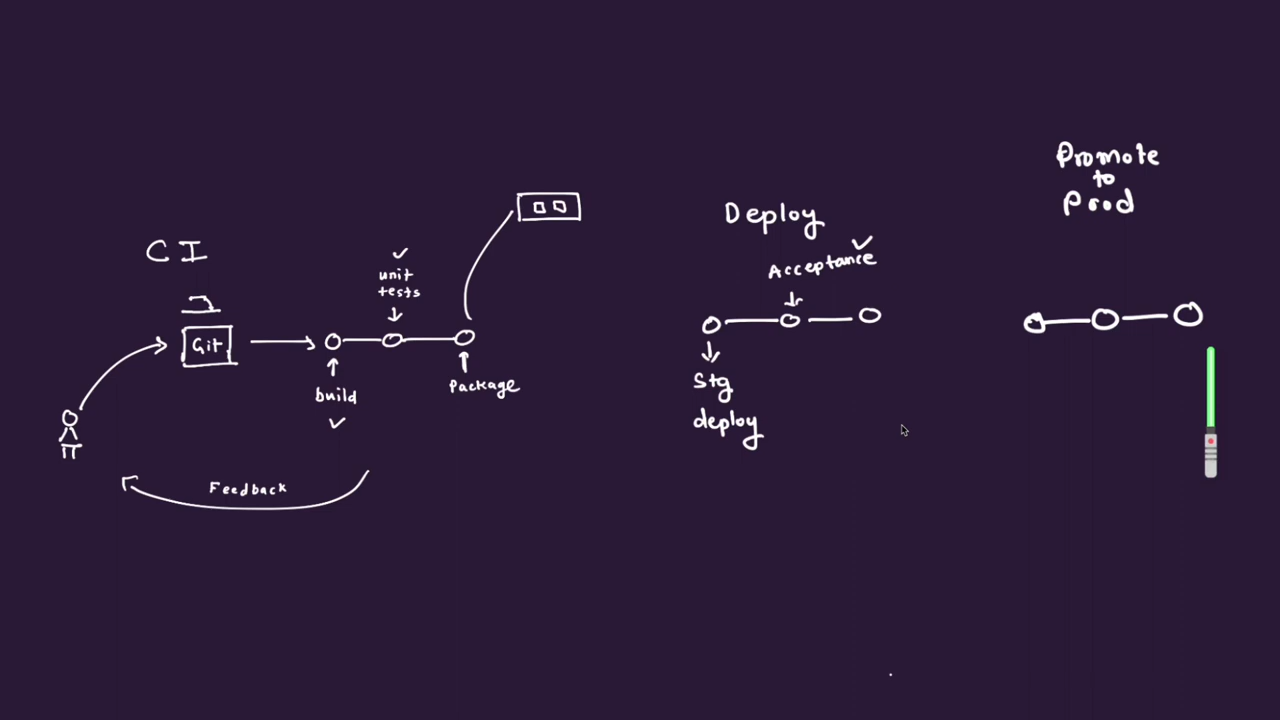 CI
Git
unit
tests
build
Package
Feedback
Deploy
Acceptance
Stg
deploy
Promote
to
Prod